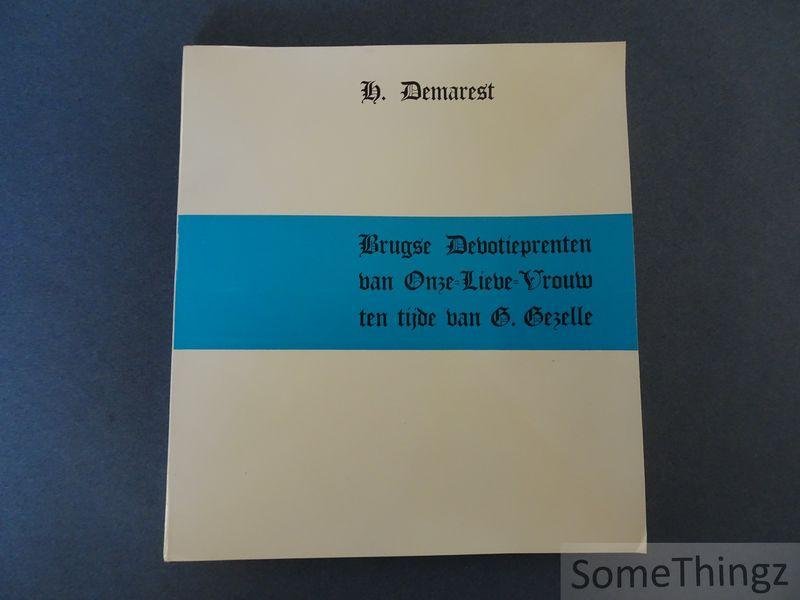 H. Demarest
Brugse Devotieprenten
van Onze-Lieve-Vrouw
ten tijde van G. Gezelle
SomeThingz